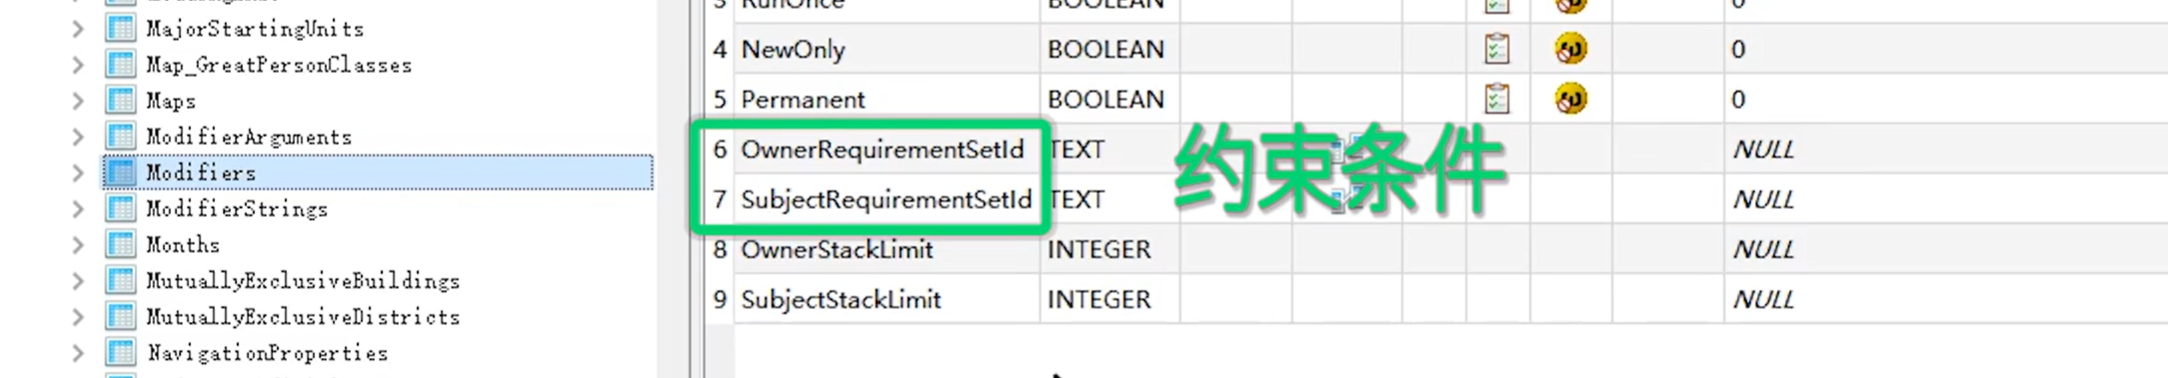 MajorStartingUnits
Map_GreatPersonClasses
Maps
ModifierArguments
Modifiers
ModifierStrings
Months
MutuallyExclusiveBuildings
MutuallyExclusiveDistricts
NavigationProperties
3 RunOnce BOOLEAN 0
4 NewOnly BOOLEAN 0
5 Permanent BOOLEAN 0
6 OwnerRequirementSetId TEXT NULL
7 SubjectRequirementSetId TEXT NULL
约束条件
8 OwnerStackLimit INTEGER NULL
9 SubjectStackLimit INTEGER NULL